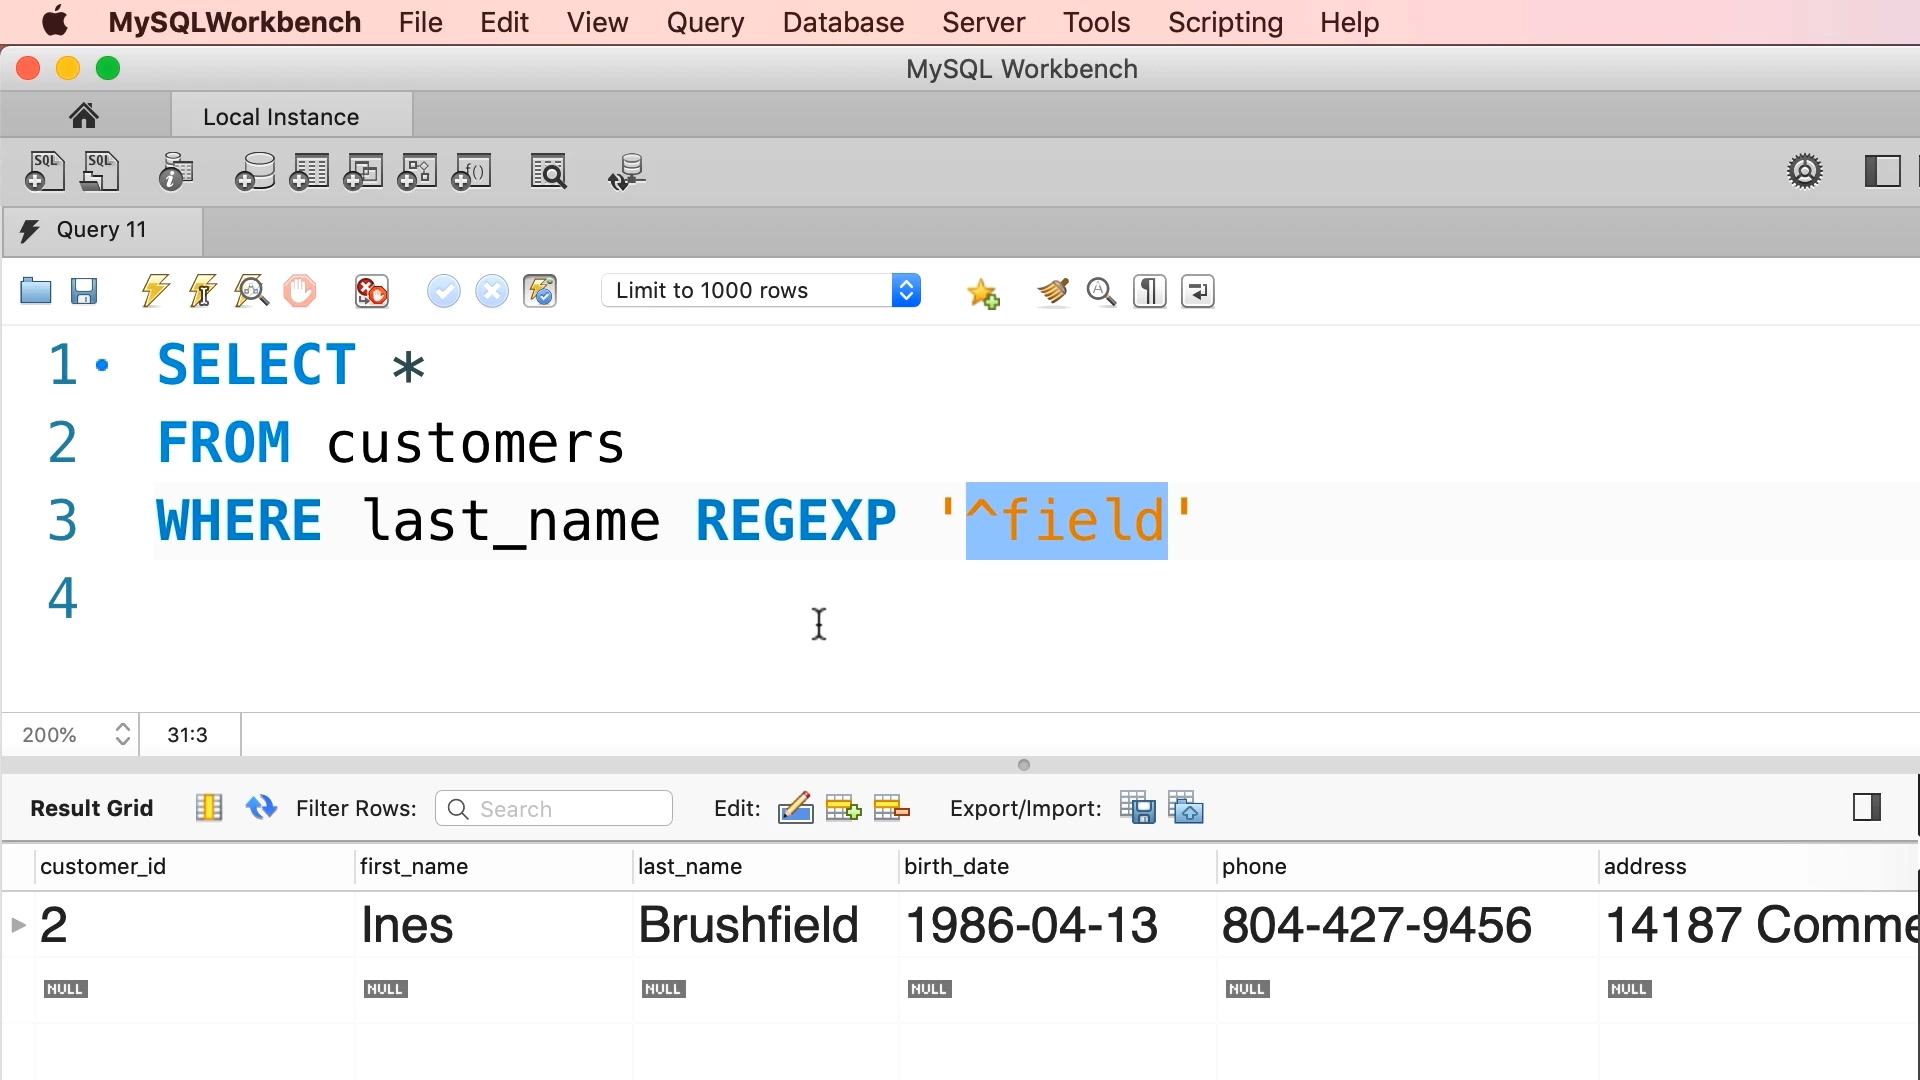 MySQLWorkbench File Edit View Query Database Server Tools Scripting Help
MySQL Workbench
Local Instance
SQL SQL
Query 11
Limit to 1000 rows
1 SELECT *
2 FROM customers
3 WHERE last_name REGEXP '^field'
4
200% 31:3
Result Grid Filter Rows: Search Edit: Export/Import:
customer_id first_name last_name birth_date phone address
2 Ines Brushfield 1986-04-13 804-427-9456 14187 Comme
NULL NULL NULL NULL NULL NULL